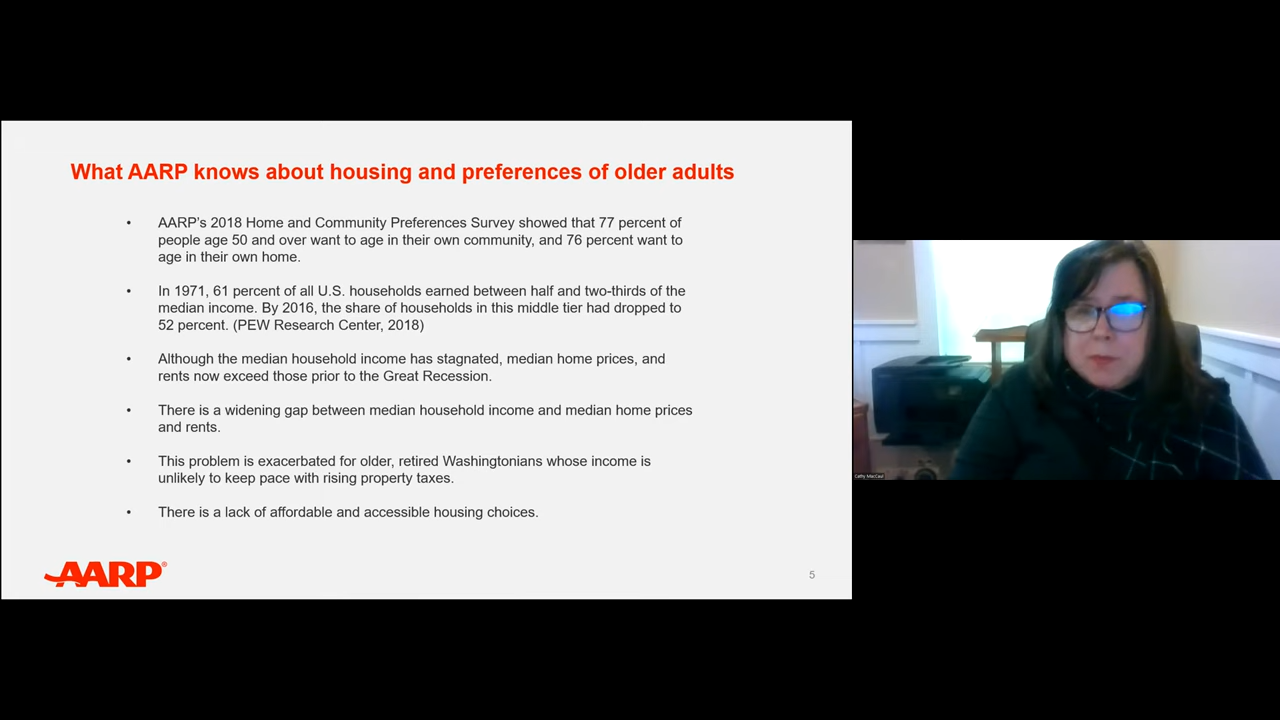 What AARP knows about housing and preferences of older adults
• AARP’s 2018 Home and Community Preferences Survey showed that 77 percent of
people age 50 and over want to age in their own community, and 76 percent want to
age in their own home.
• In 1971, 61 percent of all U.S. households earned between half and two-thirds of the
median income. By 2016, the share of households in this middle tier had dropped to
52 percent. (PEW Research Center, 2018)
• Although the median household income has stagnated, median home prices, and
rents now exceed those prior to the Great Recession.
• There is a widening gap between median household income and median home prices
and rents.
• This problem is exacerbated for older, retired Washingtonians whose income is
unlikely to keep pace with rising property taxes.
• There is a lack of affordable and accessible housing choices.
AARP®
5
Cathy MacCaul